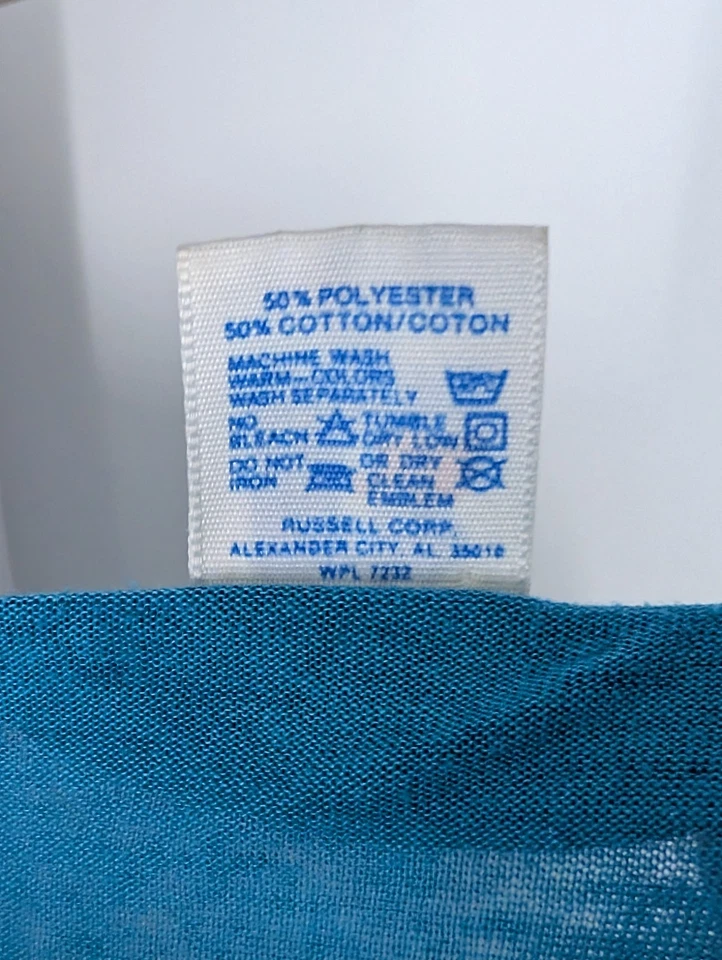 50% POLYESTER
50% COTTON/COTON
MACHINE WASH
WARM—COLORS
WASH SEPARATELY
NO BLEACH
TUMBLE DRY LOW
DO NOT IRON
OR DRY CLEAN EMBLEM
RUSSELL CORP.
ALEXANDER CITY, AL. 35010
WPL 7232